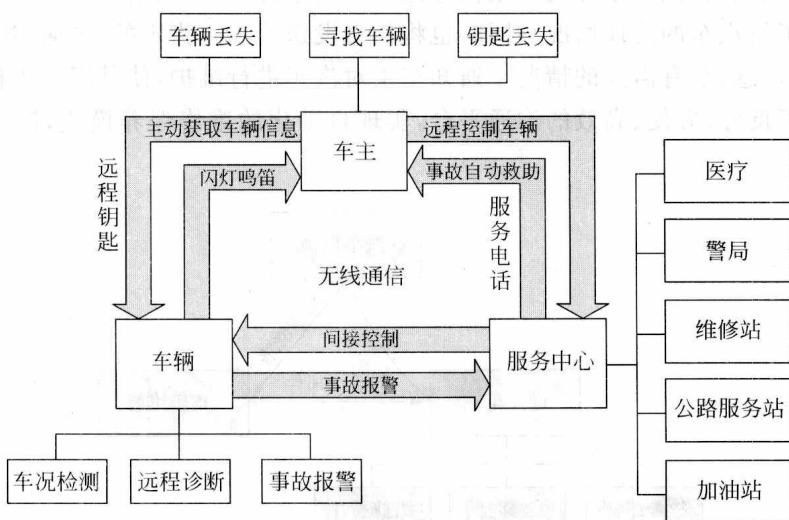 车辆丢失
寻找车辆
钥匙丢失
主动获取车辆信息
车主
远程控制车辆
闪灯鸣笛
事故自动救助
远程钥匙
服务电话
无线通信
医疗
警局
维修站
公路服务站
加油站
车辆
间接控制
事故报警
服务中心
车况检测
远程诊断
事故报警